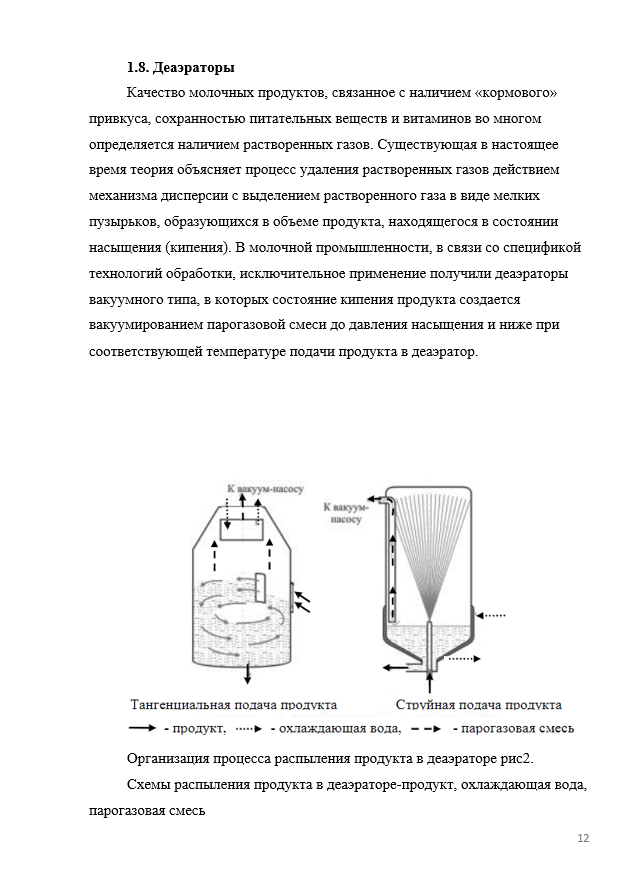 1.8. Деаэраторы
Качество молочных продуктов, связанное с наличием «кормового»
привкуса, сохранностью питательных веществ и витаминов во многом
определяется наличием растворенных газов. Существующая в настоящее
время теория объясняет процесс удаления растворенных газов действием
механизма дисперсии с выделением растворенного газа в виде мелких
пузырьков, образующихся в объеме продукта, находящегося в состоянии
насыщения (кипения). В молочной промышленности, в связи со спецификой
технологий обработки, исключительное применение получили деаэраторы
вакуумного типа, в которых состояние кипения продукта создается
вакуумированием парогазовой смеси до давления насыщения и ниже при
соответствующей температуре подачи продукта в деаэратор.
К вакуум-насосу
К вакуум-
насосу
Тангенциальная подача продукта
Струйная подача продукта
- продукт, - охлаждающая вода, - парогазовая смесь
Организация процесса распыления продукта в деаэраторе рис2.
Схемы распыления продукта в деаэраторе-продукт, охлаждающая вода,
парогазовая смесь
12